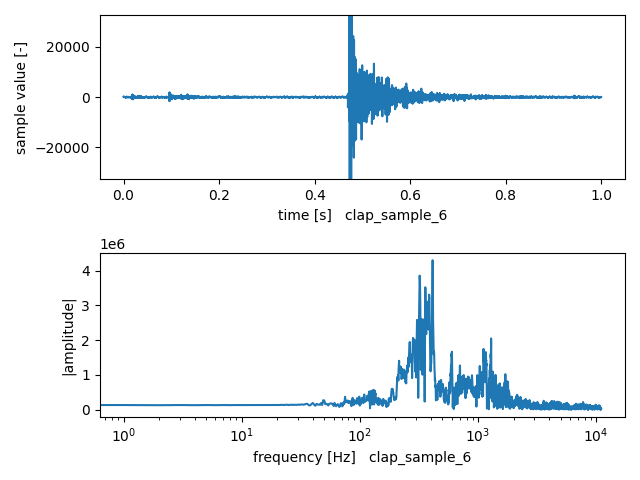 20000
0
−20000
sample value [-]
0.0 0.2 0.4 0.6 0.8 1.0
time [s]   clap_sample_6
1e6
4
3
2
1
0
|amplitude|
10⁰ 10¹ 10² 10³ 10⁴
frequency [Hz]   clap_sample_6